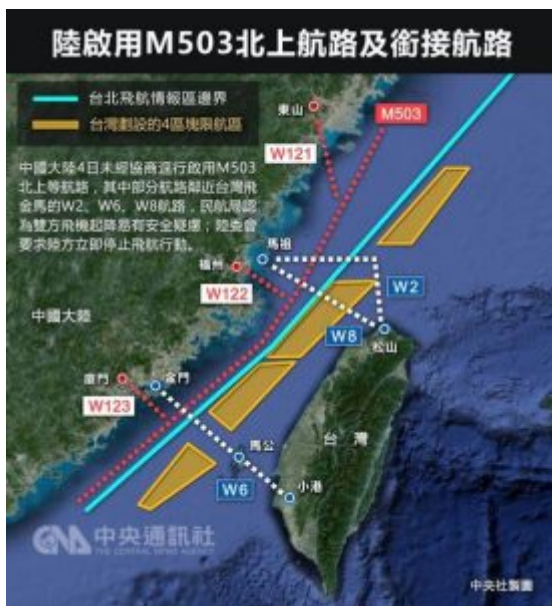 陸啟用M503北上航路及銜接航路
台北飛航情報區邊界
台灣劃設的4區塊限航區
中國大陸4日未經協商逕行啟用M503
北上等航路,其中部分航路鄰近台灣飛
金馬的W2、W6、W8航路,民航局認
為雙方飛機起降易有安全疑慮;陸委會
要求陸方立即停止飛航行動。
東山
M503
W121
馬祖
福州
W122
W2
W8
松山
中國大陸
廈門
金門
W123
台灣
馬公
W6
小港
CNA 中央通訊社
THE CENTRAL NEWS AGENCY
中央社製圖